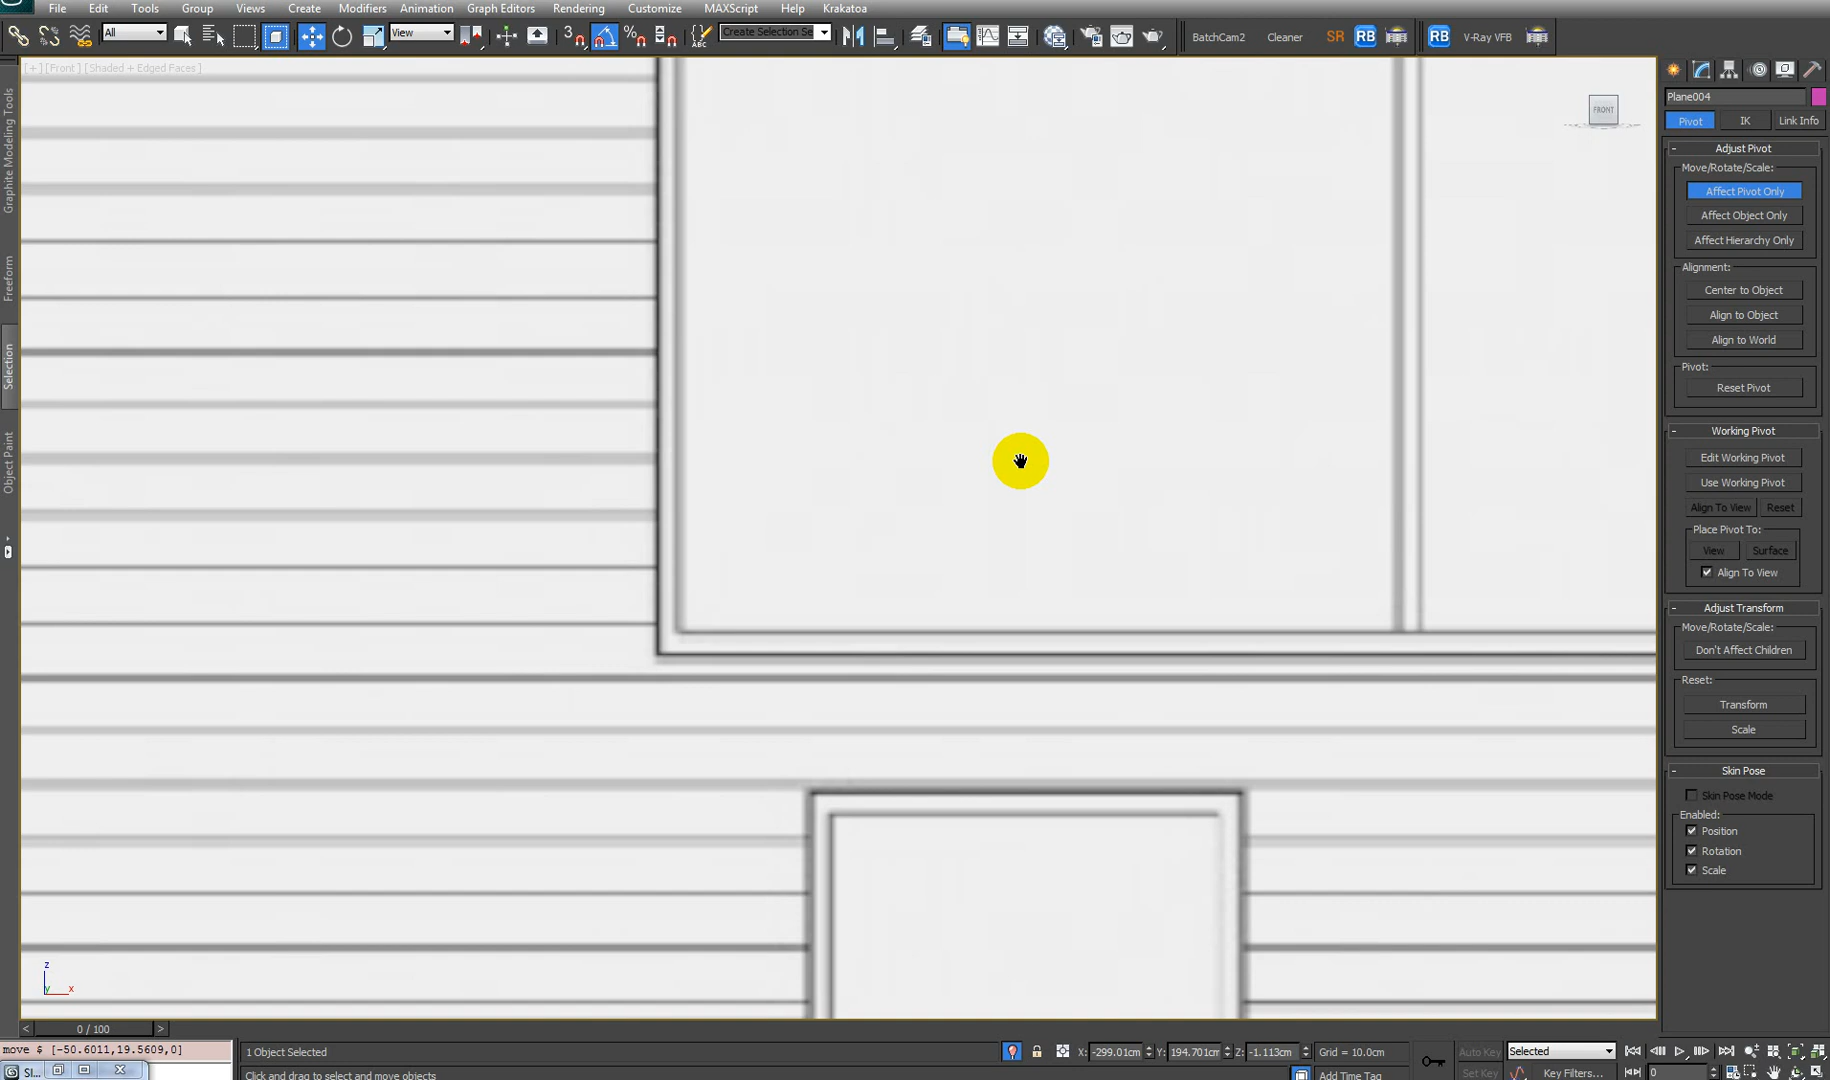 File Edit Tools Group Views Create Modifiers Animation Graph Editors Rendering Customize MAXScript Help Krakatoa
All View 3 % ABC Create Selection Se BatchCam2 Cleaner SR RB RB V-Ray VFB
[+] [Front] [Shaded + Edged Faces]
FRONT
Graphite Modeling Tools
Freeform
Selection
Object Paint
Plane004
Pivot IK Link Info
- Adjust Pivot
Move/Rotate/Scale:
Affect Pivot Only
Affect Object Only
Affect Hierarchy Only
Alignment:
Center to Object
Align to Object
Align to World
Pivot:
Reset Pivot
- Working Pivot
Edit Working Pivot
Use Working Pivot
Align To View Reset
Place Pivot To:
View Surface
Align To View
- Adjust Transform
Move/Rotate/Scale:
Don't Affect Children
Reset:
Transform
Scale
- Skin Pose
Skin Pose Mode
Enabled:
Position
Rotation
Scale
z
y x
< 0 / 100 >
move $ [-50.6011,19.5609,0]
1 Object Selected X: -299.01cm Y: 194.701cm Z: -1.113cm Grid = 10.0cm Auto Key Selected
SI... Click and drag to select and move objects Add Time Tag Set Key Key Filters... 0